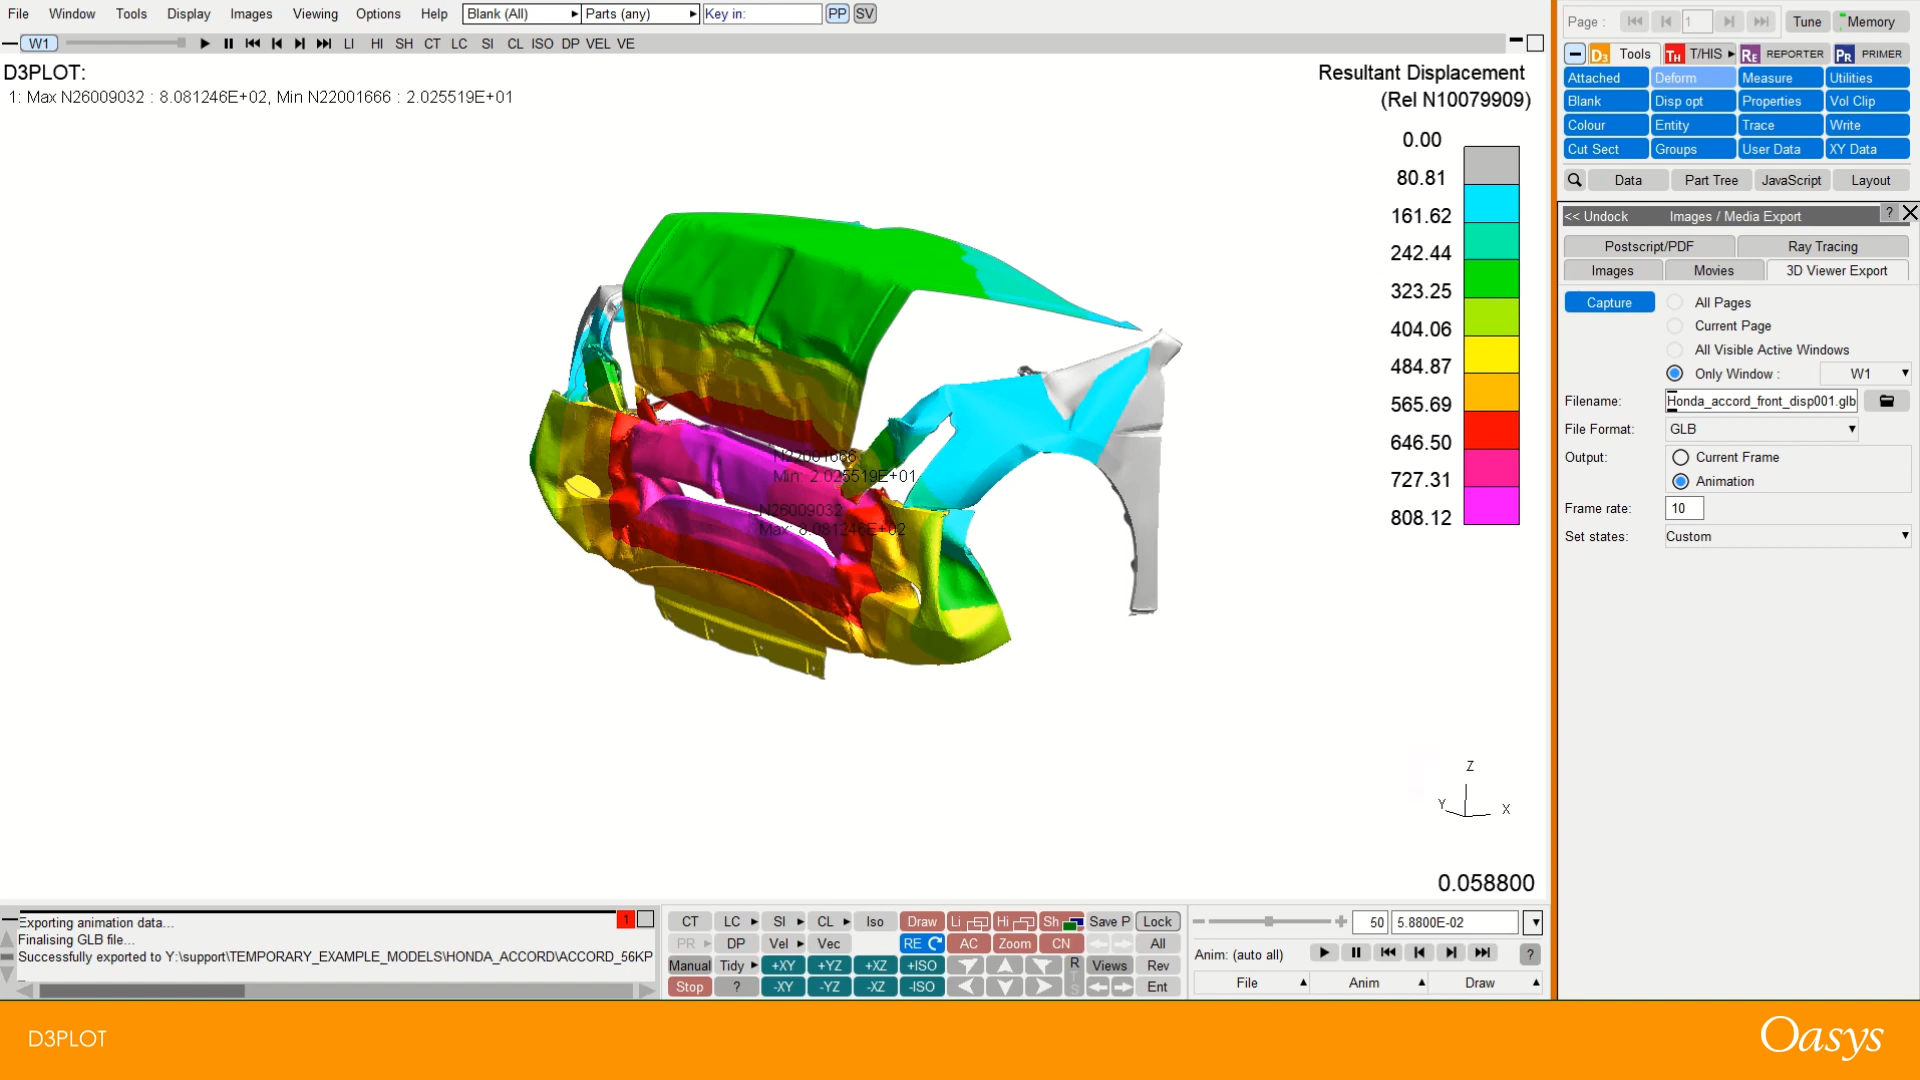 File Window Tools Display Images Viewing Options Help Blank (All) Parts (any) Key in: PP SV
W1 LI HI SH CT LC SI CL ISO DP VEL VE
D3PLOT:
1: Max N26009032 : 8.081246E+02, Min N22001666 : 2.025519E+01
Resultant Displacement
(Rel N10079909)
0.00
80.81
161.62
242.44
323.25
404.06
484.87
565.69
646.50
727.31
808.12
N22001666
Min: 2.025519E+01
N26009032
Max: 8.081246E+02
Z
Y X
0.058800
Page : 1 Tune Memory
D3 Tools TH T/HIS RE REPORTER PR PRIMER
Attached Deform Measure Utilities
Blank Disp opt Properties Vol Clip
Colour Entity Trace Write
Cut Sect Groups User Data XY Data
Data Part Tree JavaScript Layout
<< Undock Images / Media Export ? X
Postscript/PDF Ray Tracing
Images Movies 3D Viewer Export
Capture All Pages
Current Page
All Visible Active Windows
Only Window : W1
Filename: Honda_accord_front_disp001.glb
File Format: GLB
Output: Current Frame
Animation
Frame rate: 10
Set states: Custom
Exporting animation data... 1
Finalising GLB file...
Successfully exported to Y:\support\TEMPORARY_EXAMPLE_MODELS\HONDA_ACCORD\ACCORD_56KP
CT LC SI CL Iso Draw Li Hi Sh Save P Lock
PR DP Vel Vec RE AC Zoom CN All
Manual Tidy +XY +YZ +XZ +ISO R Views Rev
Stop ? -XY -YZ -XZ -ISO T S Ent
50 5.8800E-02
Anim: (auto all) ?
File Anim Draw
D3PLOT
Oasys